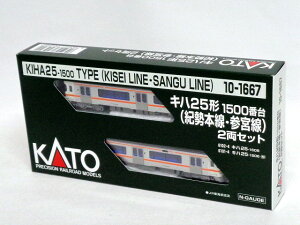 KIHA25-1500 TYPE (KISEI LINE·SANGU LINE)
10-1667
キハ25形 1500番台
(紀勢本線・参宮線)
2両セット
KATO
PRECISION RAILROAD MODELS
N-GAUGE